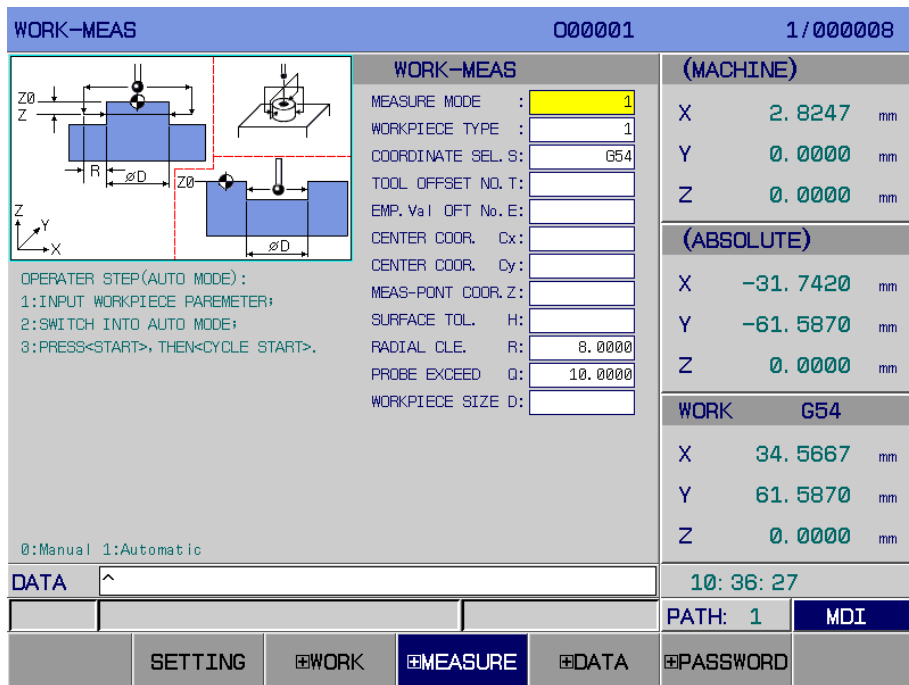 WORK-MEAS O00001 1/000008
Z0
Z
R
øD
Z0
øD
Z
Y
X
OPERATER STEP(AUTO MODE):
1:INPUT WORKPIECE PAREMETER;
2:SWITCH INTO AUTO MODE;
3:PRESS<START>,THEN<CYCLE START>.
0:Manual 1:Automatic
WORK-MEAS
MEASURE MODE : 1
WORKPIECE TYPE : 1
COORDINATE SEL.S: G54
TOOL OFFSET NO.T:
EMP.Val OFT No.E:
CENTER COOR. Cx:
CENTER COOR. Cy:
MEAS-PONT COOR.Z:
SURFACE TOL. H:
RADIAL CLE. R: 8.0000
PROBE EXCEED Q: 10.0000
WORKPIECE SIZE D:
(MACHINE)
X 2.8247 mm
Y 0.0000 mm
Z 0.0000 mm
(ABSOLUTE)
X -31.7420 mm
Y -61.5870 mm
Z 0.0000 mm
WORK G54
X 34.5667 mm
Y 61.5870 mm
Z 0.0000 mm
DATA ^
10:36:27
PATH: 1 MDI
SETTING ⊞WORK ⊞MEASURE ⊞DATA ⊞PASSWORD